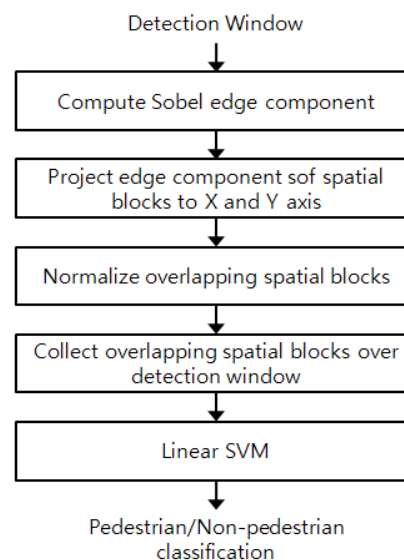 Detection Window
Compute Sobel edge component
Project edge component sof spatial
blocks to X and Y axis
Normalize overlapping spatial blocks
Collect overlapping spatial blocks over
detection window
Linear SVM
Pedestrian/Non-pedestrian
classification